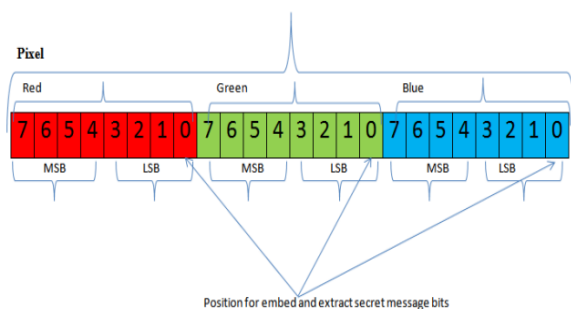 Pixel
Red Green Blue
7 6 5 4 3 2 1 0 7 6 5 4 3 2 1 0 7 6 5 4 3 2 1 0
MSB LSB MSB LSB MSB LSB
Position for embed and extract secret message bits